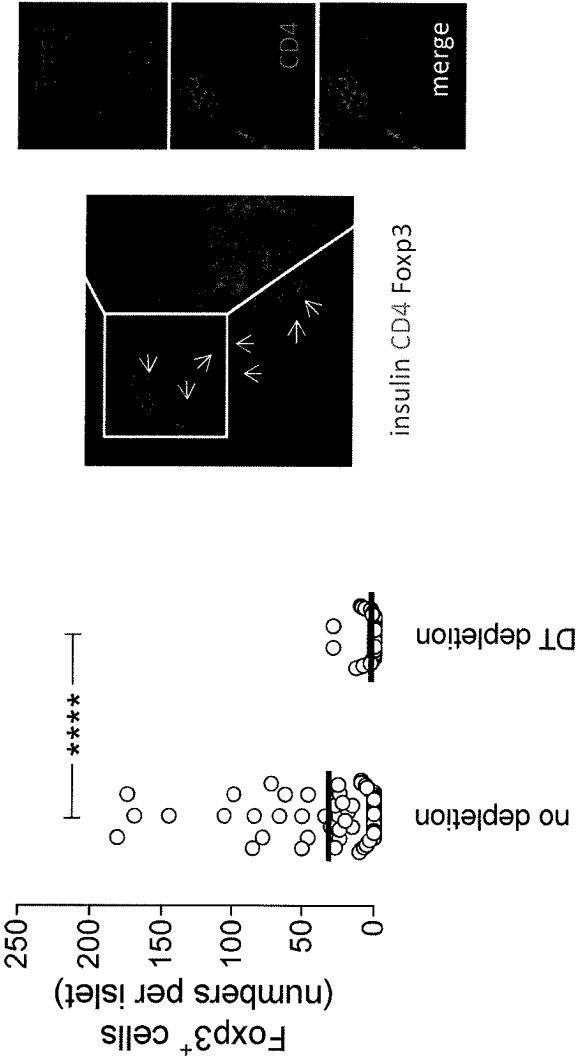 Foxp3⁺ cells
(numbers per islet)
250
200
150
100
50
0
****
no depletion
DT depletion
insulin CD4 Foxp3
CD4
merge